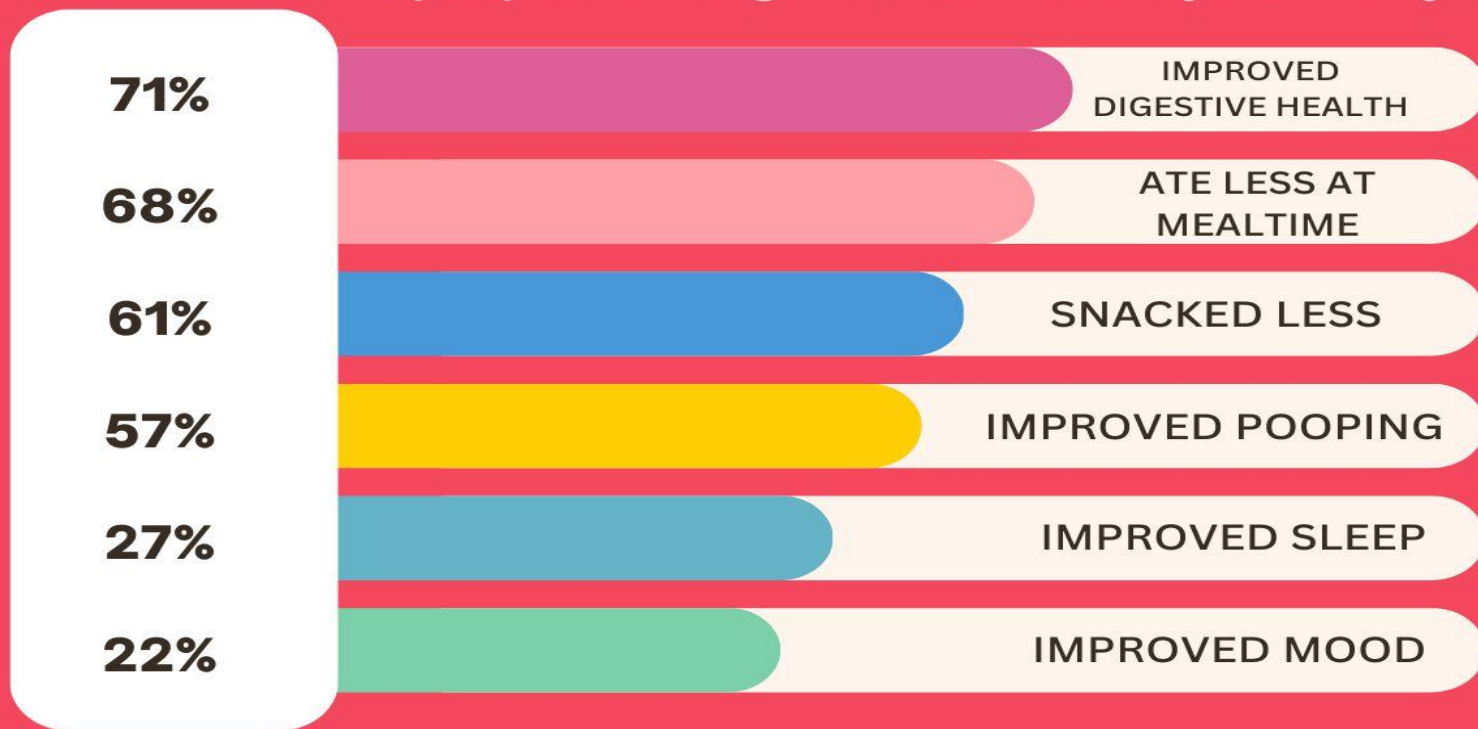 71%
IMPROVED
DIGESTIVE HEALTH
68%
ATE LESS AT
MEALTIME
61%
SNACKED LESS
57%
IMPROVED POOPING
27%
IMPROVED SLEEP
22%
IMPROVED MOOD